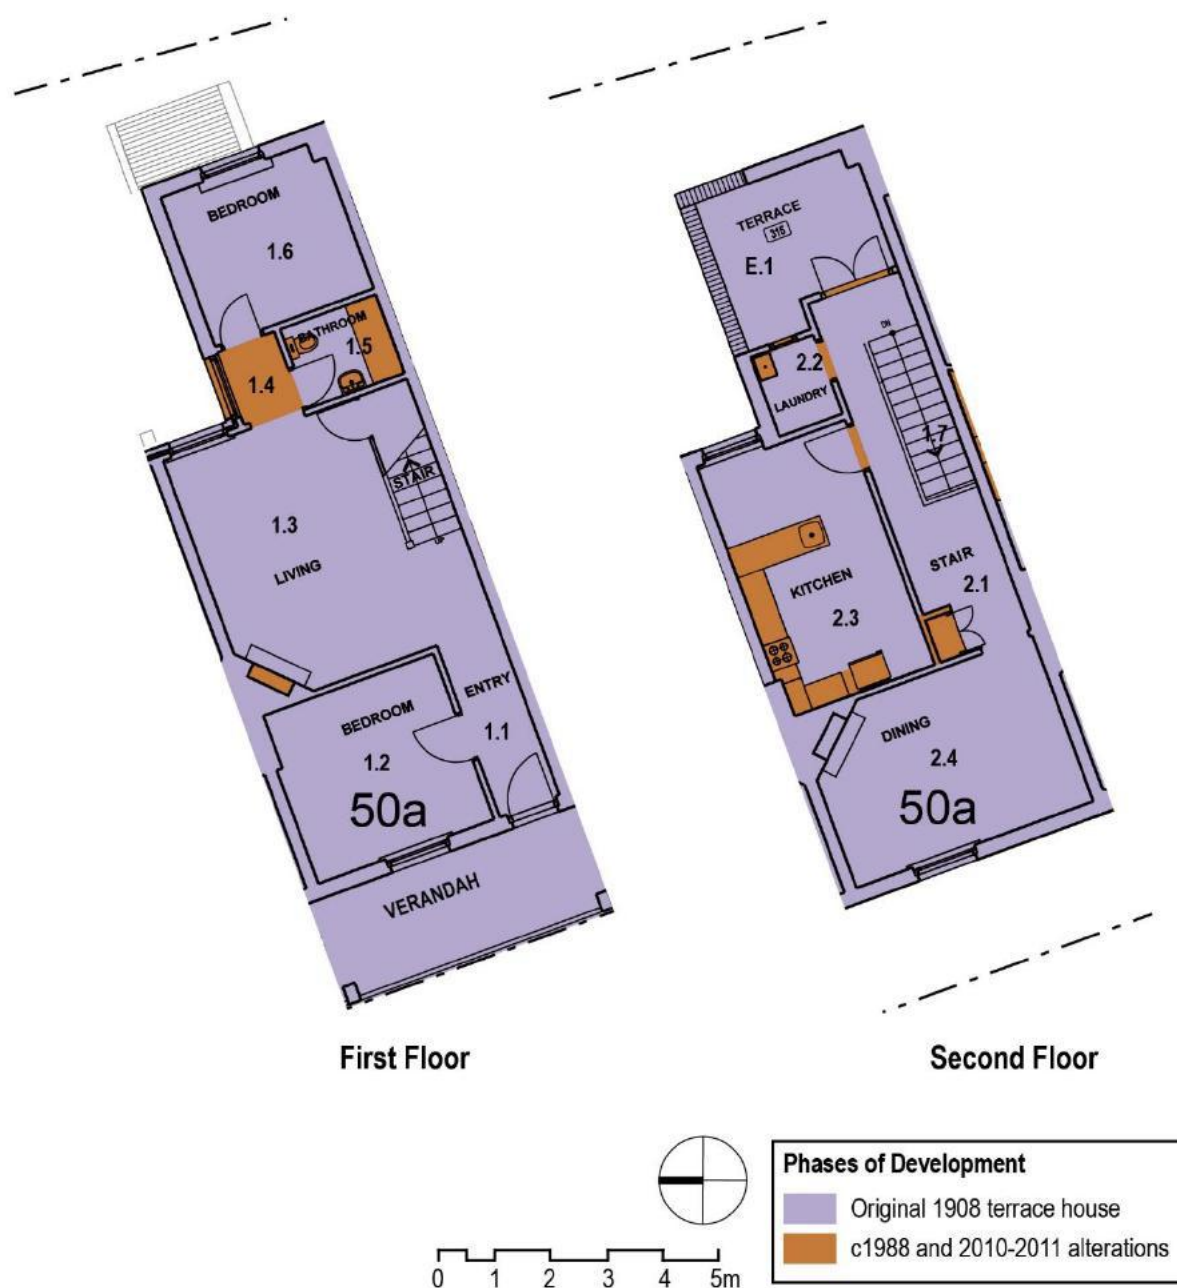 BEDROOM
1.6
BATHROOM
1.5
1.4
STAIR
UP
1.3
LIVING
ENTRY
1.1
BEDROOM
1.2
50a
VERANDAH
First Floor
TERRACE
315
E.1
DN
2.2
LAUNDRY
1.7
STAIR
2.1
KITCHEN
2.3
DINING
2.4
50a
Second Floor
Phases of Development
Original 1908 terrace house
c1988 and 2010-2011 alterations
0 1 2 3 4 5m